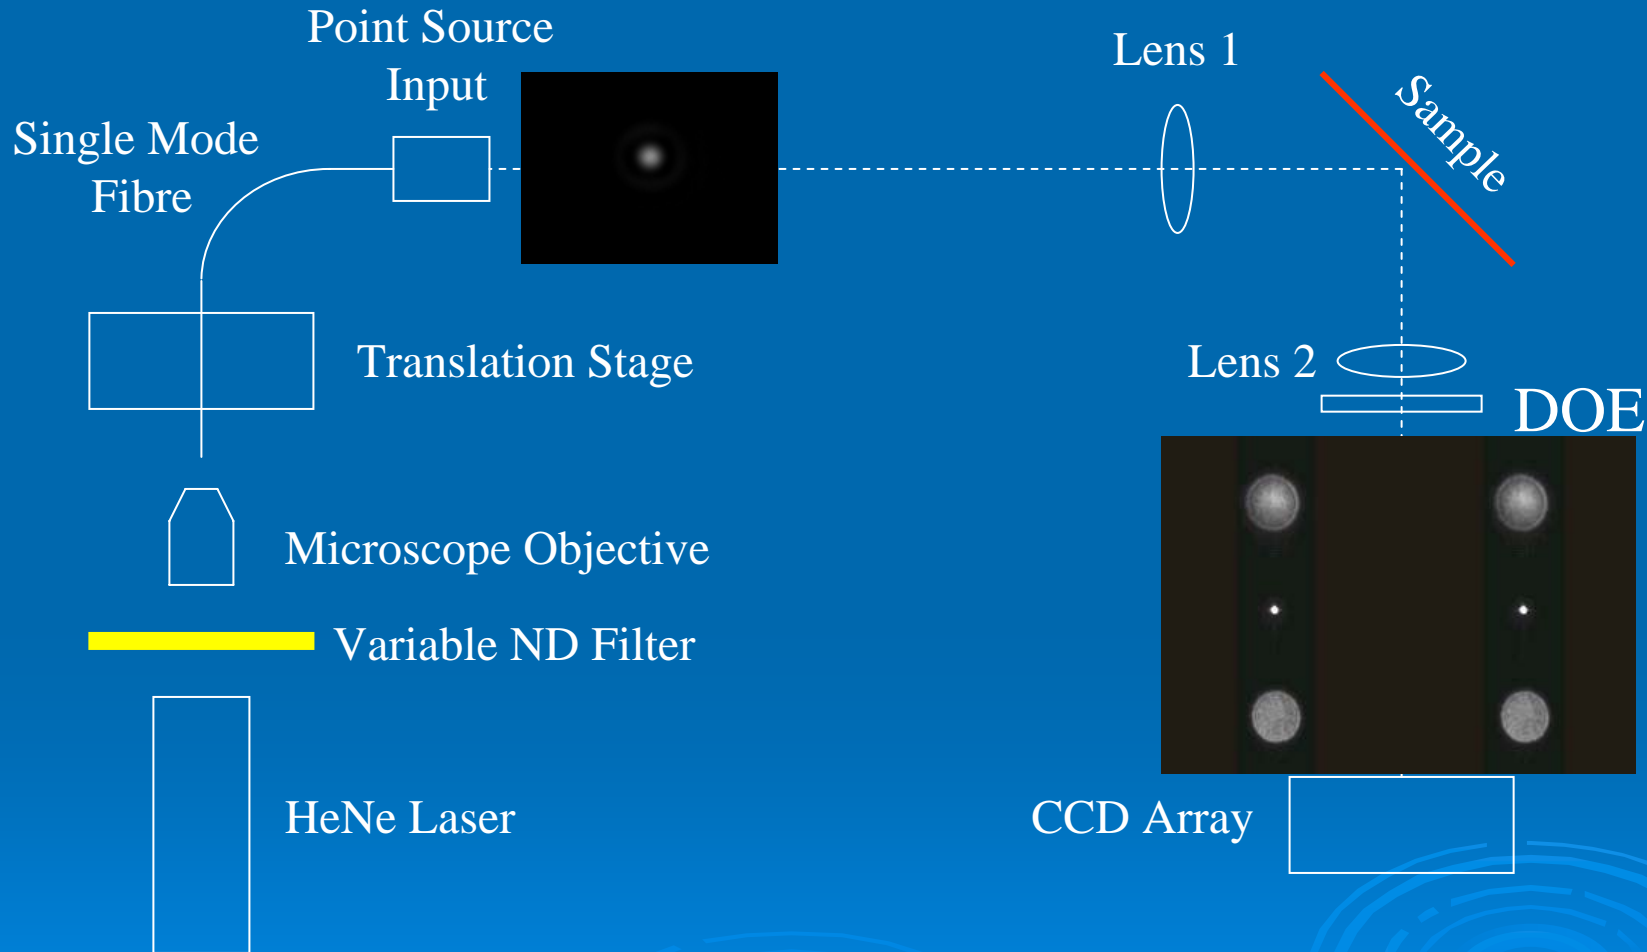 Point Source
Input
Single Mode
Fibre
Lens 1
Sample
Translation Stage
Lens 2
DOE
Microscope Objective
Variable ND Filter
HeNe Laser
CCD Array